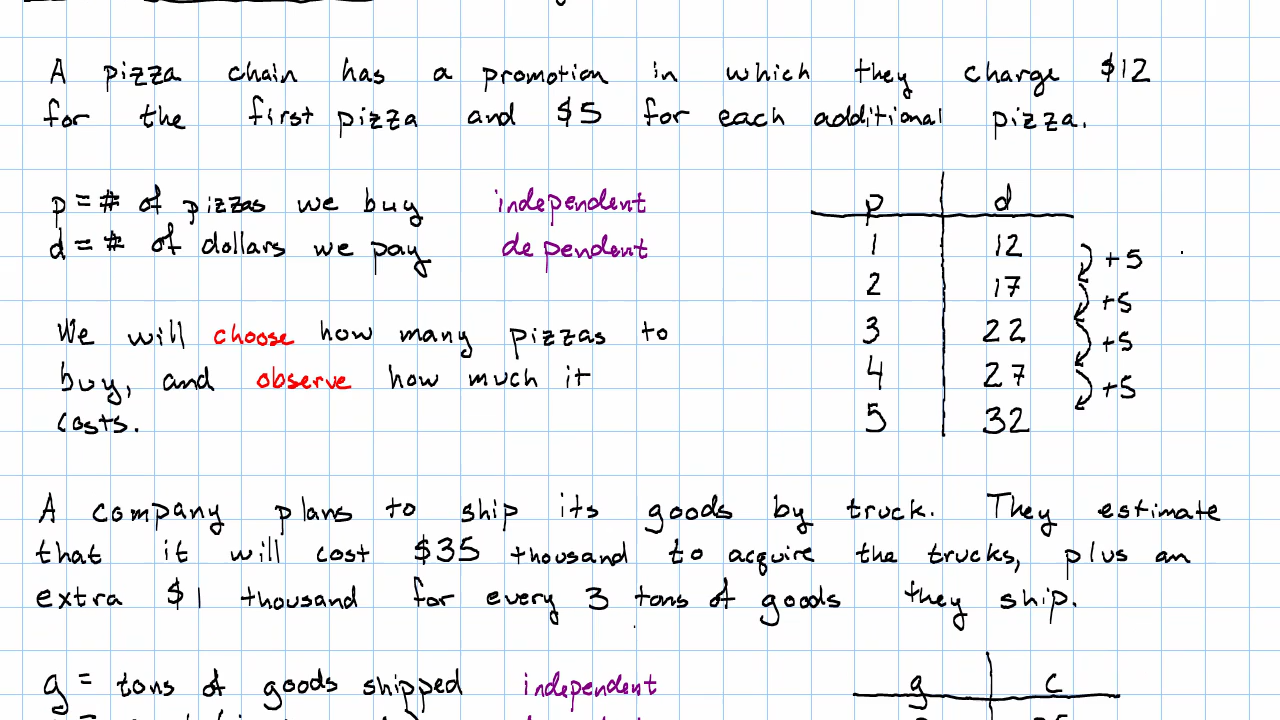 A pizza chain has a promotion in which they charge $12
for the first pizza and $5 for each additional pizza.
p = # of pizzas we buy independent
d = # of dollars we pay dependent
p d
1 12
2 17
3 22
4 27
5 32
+5
+5
+5
+5
We will choose how many pizzas to
buy, and observe how much it
costs.
A company plans to ship its goods by truck. They estimate
that it will cost $35 thousand to acquire the trucks, plus an
extra $1 thousand for every 3 tons of goods they ship.
g = tons of goods shipped independent
g c